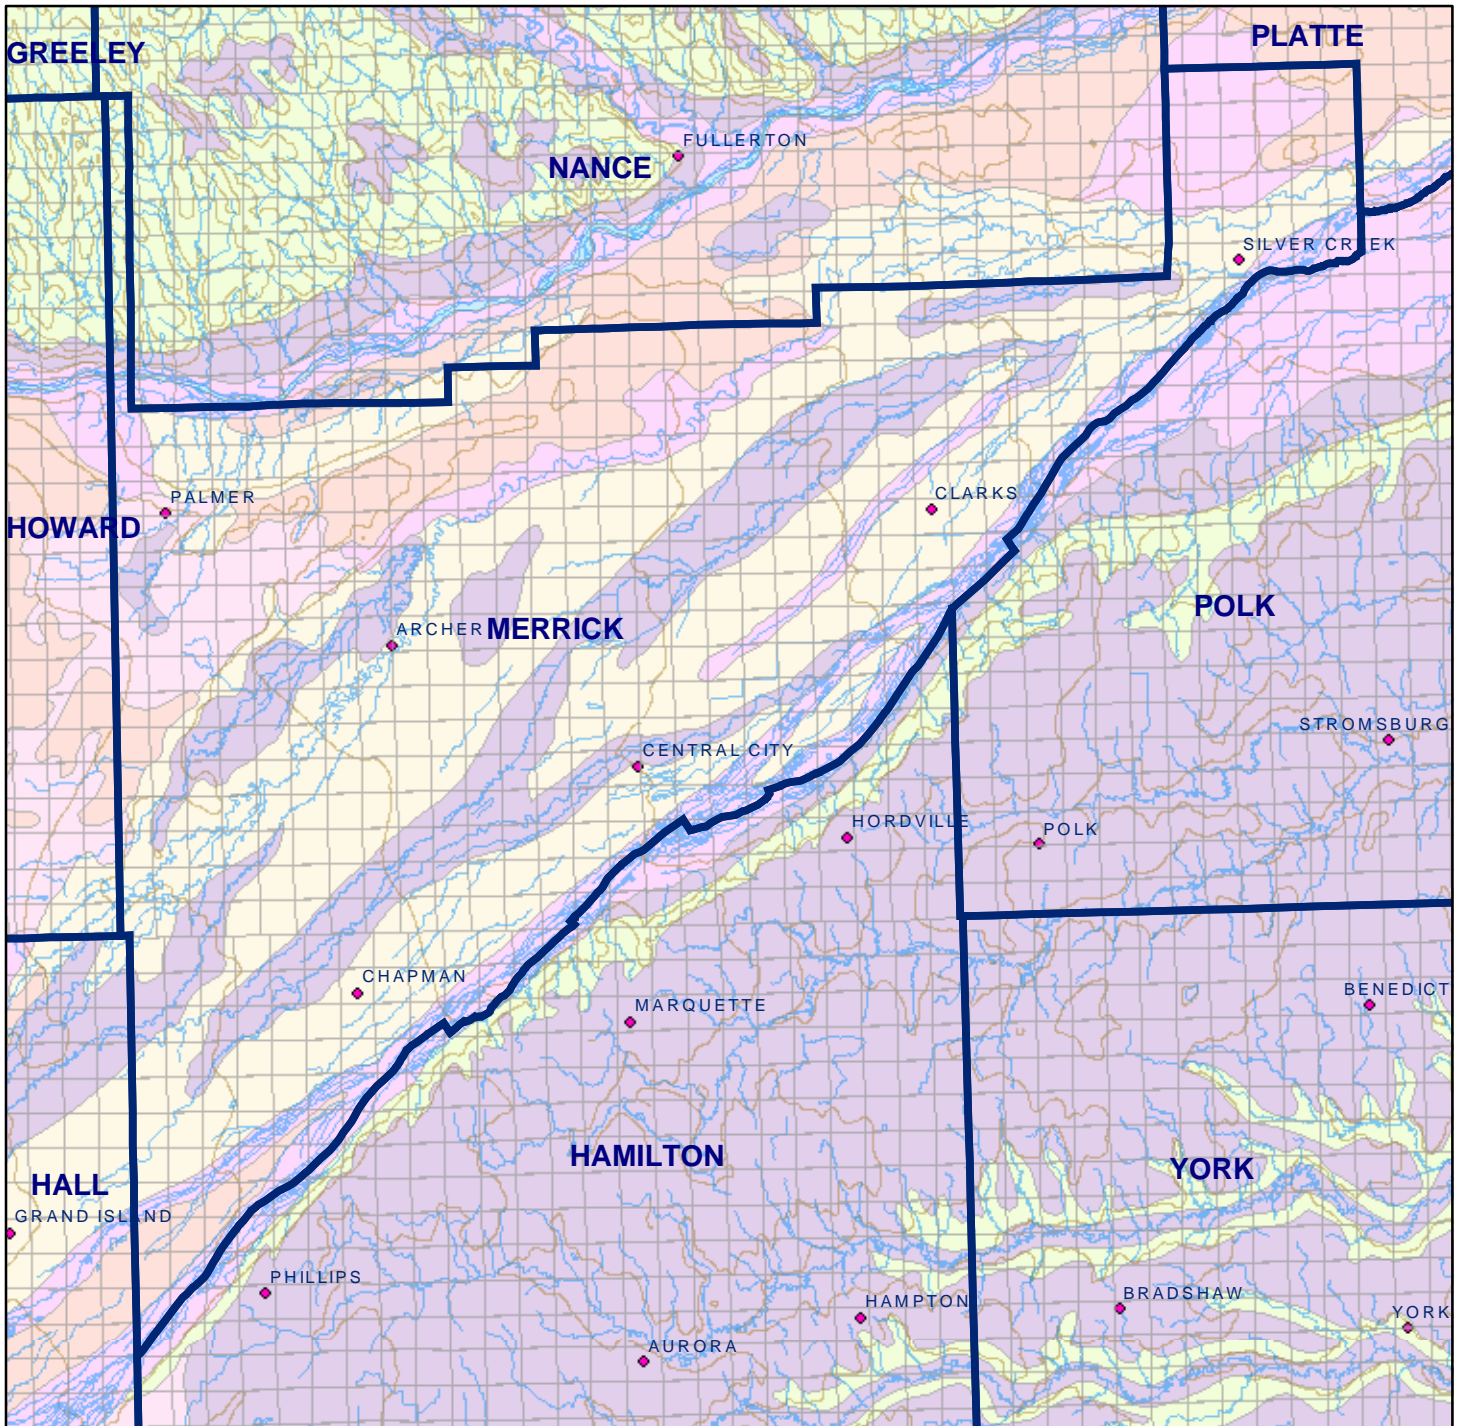 PLATTE
GREELEY
FULLERTON
NANCE
SILVER CREEK
PALMER
CLARKS
HOWARD
POLK
ARCHER
MERRICK
STROMSBURG
CENTRAL CITY
HORDVILLE
POLK
CHAPMAN
BENEDICT
MARQUETTE
HAMILTON
YORK
HALL
GRAND ISLAND
PHILLIPS
BRADSHAW
HAMPTON
YORK
AURORA